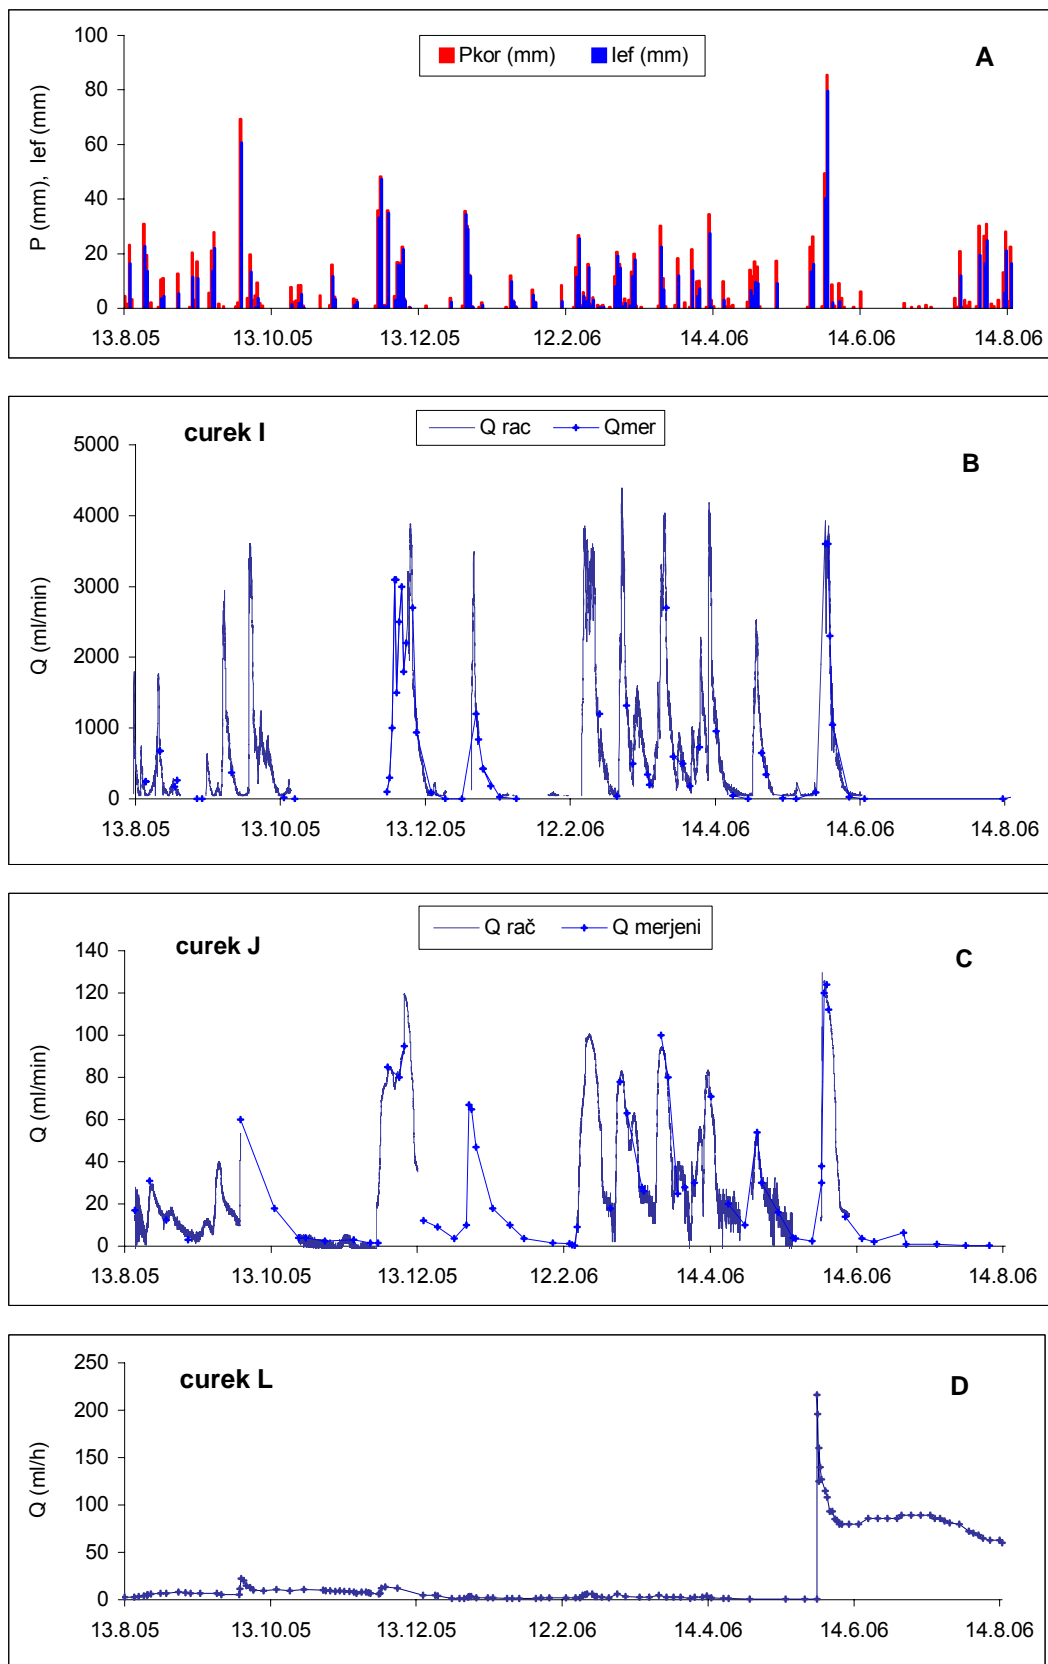 100
80
60
40
20
0
P (mm), Ief (mm)
Pkor (mm) Ief (mm)
A
13.8.05 13.10.05 13.12.05 12.2.06 14.4.06 14.6.06 14.8.06
curek I
Q rac Qmer
B
5000
4000
3000
2000
1000
0
Q (ml/min)
13.8.05 13.10.05 13.12.05 12.2.06 14.4.06 14.6.06 14.8.06
curek J
Q rač Q merjeni
C
140
120
100
80
60
40
20
0
Q (ml/min)
13.8.05 13.10.05 13.12.05 12.2.06 14.4.06 14.6.06 14.8.06
curek L
D
250
200
150
100
50
0
Q (ml/h)
13.8.05 13.10.05 13.12.05 12.2.06 14.4.06 14.6.06 14.8.06